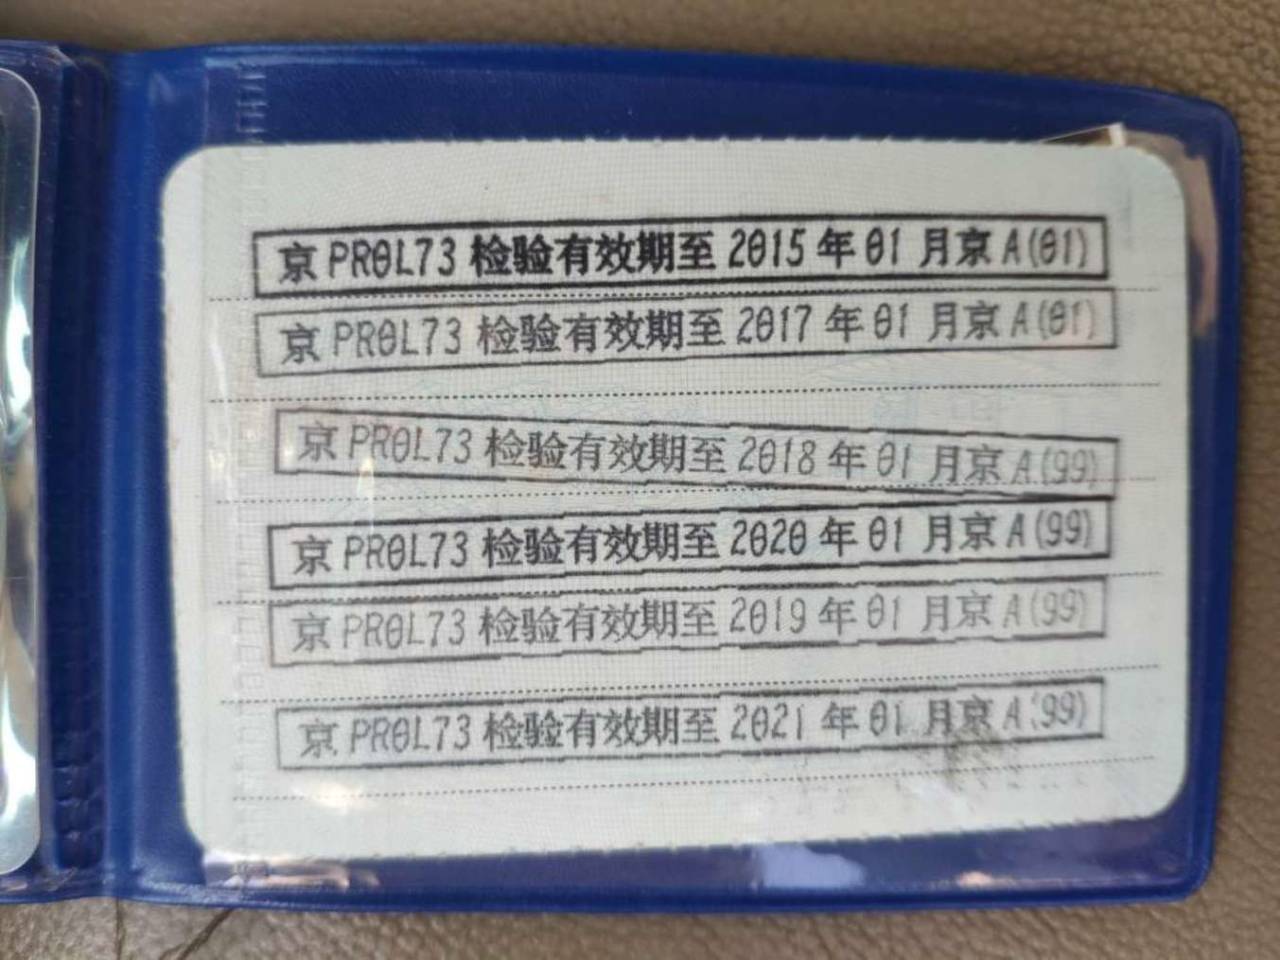 京PR0L73检验有效期至2015年01月京A(01)
京PR0L73检验有效期至2017年01月京A(01)
京PR0L73检验有效期至2018年01月京A(99)
京PR0L73检验有效期至2020年01月京A(99)
京PR0L73检验有效期至2019年01月京A(99)
京PR0L73检验有效期至2021年01月京A(99)